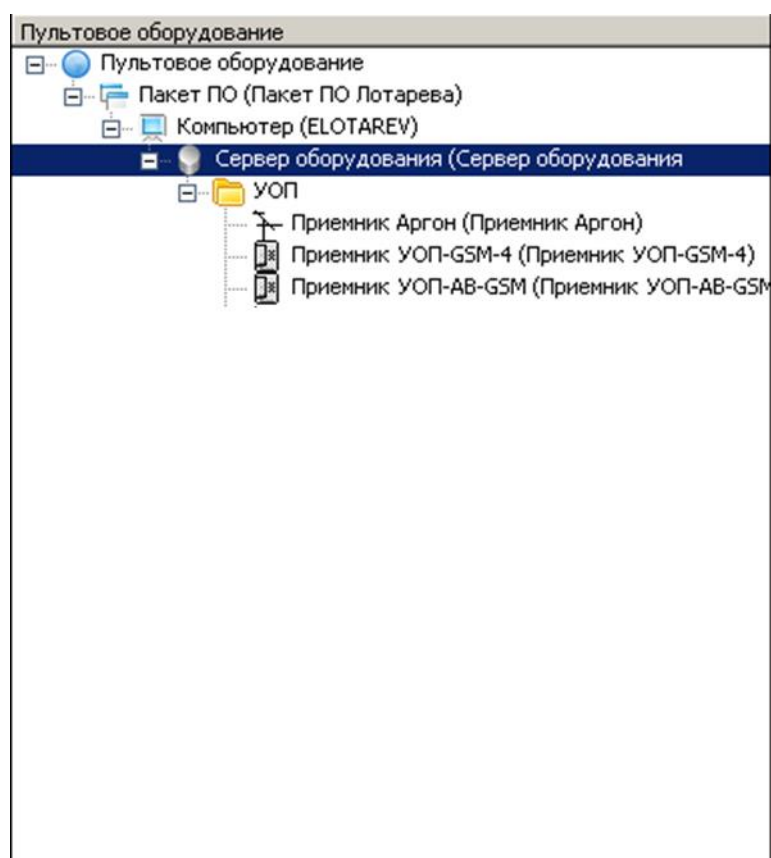 Пультовое оборудование
Пультовое оборудование
Пакет ПО (Пакет ПО Лотарева)
Компьютер (ELOTAREV)
Сервер оборудования (Сервер оборудования
УОП
Приемник Аргон (Приемник Аргон)
Приемник УОП-GSM-4 (Приемник УОП-GSM-4)
Приемник УОП-АВ-GSM (Приемник УОП-АВ-GSM